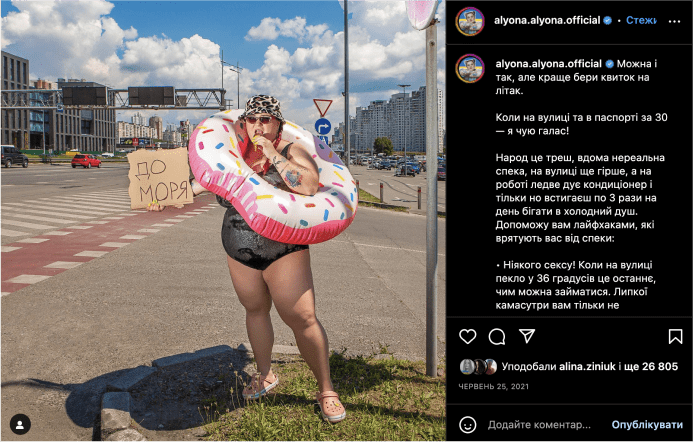 ДО
МОРЯ
alyona.alyona.official • Стежи
alyona.alyona.official Можна і
так, але краще бери квиток на
літак.
Коли на вулиці та в паспорті за 30
— я чую галас!
Народ це треш, вдома нереальна
спека, на вулиці ще гірше, а на
роботі ледве дує кондиціонер і
тільки но встигаєш по 3 рази на
день бігати в холодний душ.
Допоможу вам лайфхаками, які
врятують вас від спеки:
• Ніякого сексу! Коли на вулиці
пекло у 36 градусів це останнє,
чим можна займатися. Липкої
камасутри вам тільки не
Уподобали alina.ziniuk і ще 26 805
ЧЕРВЕНЬ 25, 2021
Додайте коментар...
Опублікувати